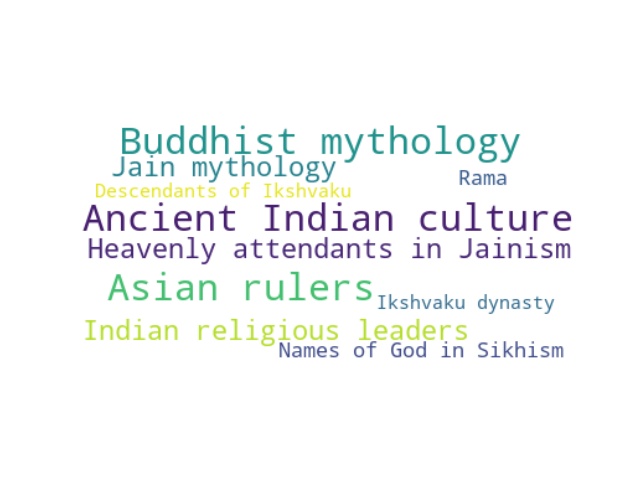 Buddhist mythology
Jain mythology
Rama
Descendants of Ikshvaku
Ancient Indian culture
Heavenly attendants in Jainism
Asian rulers
Ikshvaku dynasty
Indian religious leaders
Names of God in Sikhism